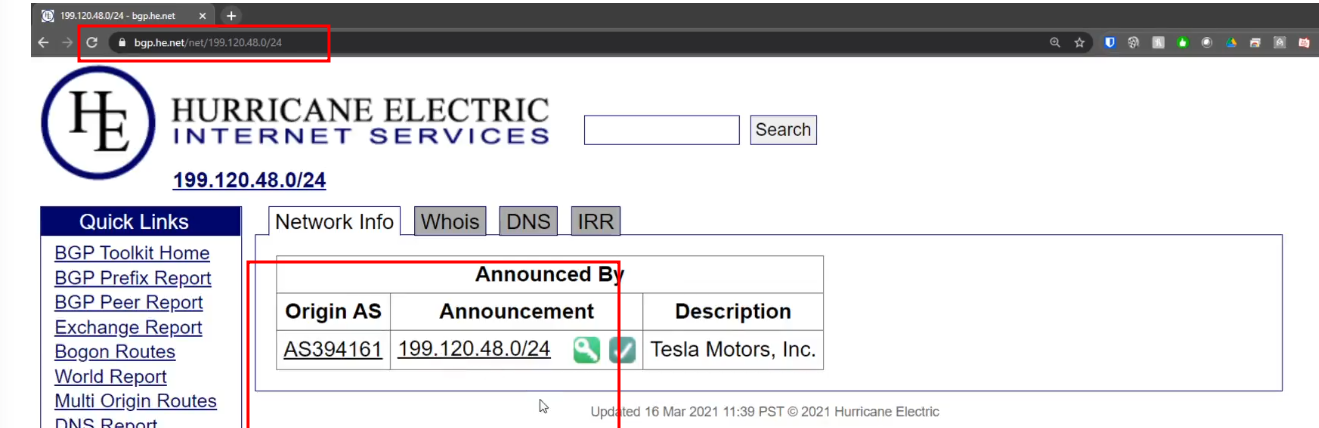 199.120.48.0/24 - bgp.he.net
bgp.he.net/net/199.120.48.0/24
HE
HURRICANE ELECTRIC
INTERNET SERVICES
Search
199.120.48.0/24
Quick Links
BGP Toolkit Home
BGP Prefix Report
BGP Peer Report
Exchange Report
Bogon Routes
World Report
Multi Origin Routes
DNS Report
Network Info Whois DNS IRR
Announced By
Origin AS Announcement Description
AS394161 199.120.48.0/24 Tesla Motors, Inc.
Updated 16 Mar 2021 11:39 PST © 2021 Hurricane Electric